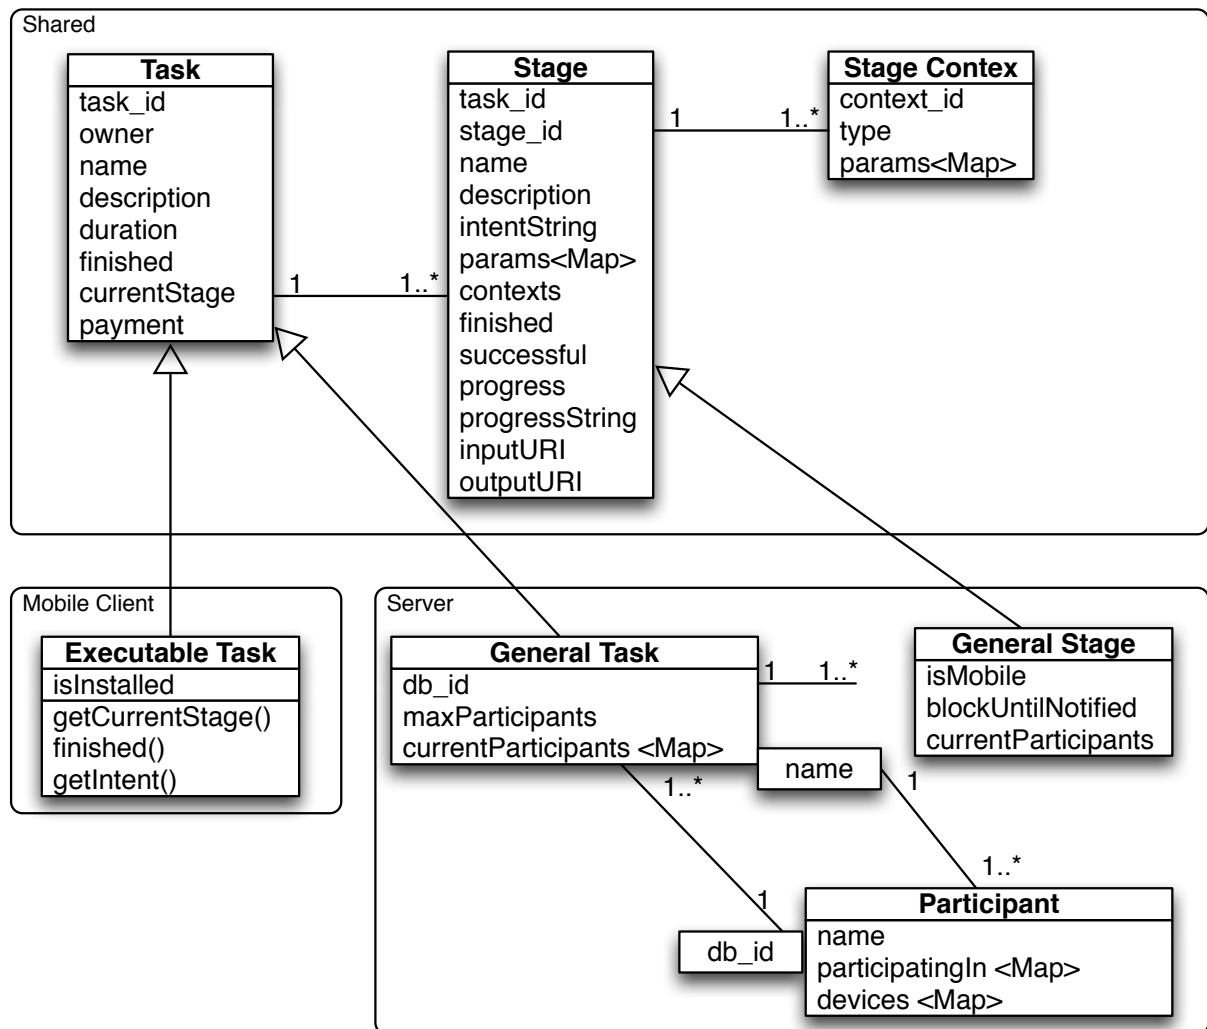 Shared
Task
task_id
owner
name
description
duration
finished
currentStage
payment
1
1..*
Stage
task_id
stage_id
name
description
intentString
params<Map>
contexts
finished
successful
progress
progressString
inputURI
outputURI
1
1..*
Stage Contex
context_id
type
params<Map>
Mobile Client
Executable Task
isInstalled
getCurrentStage()
finished()
getIntent()
Server
General Task
db_id
maxParticipants
currentParticipants <Map>
1
1..*
General Stage
isMobile
blockUntilNotified
currentParticipants
name
1
1..*
1..*
1
db_id
Participant
name
participatingIn <Map>
devices <Map>